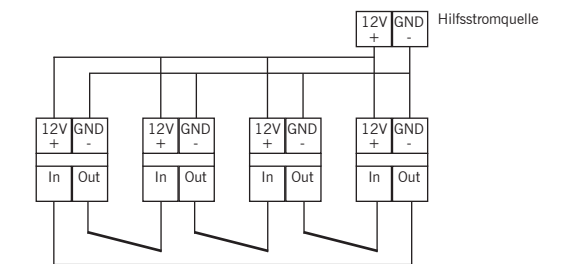 12V GND Hilfsstromquelle
+ -
12V GND 12V GND 12V GND 12V GND
+ - + - + - + -
In Out In Out In Out In Out